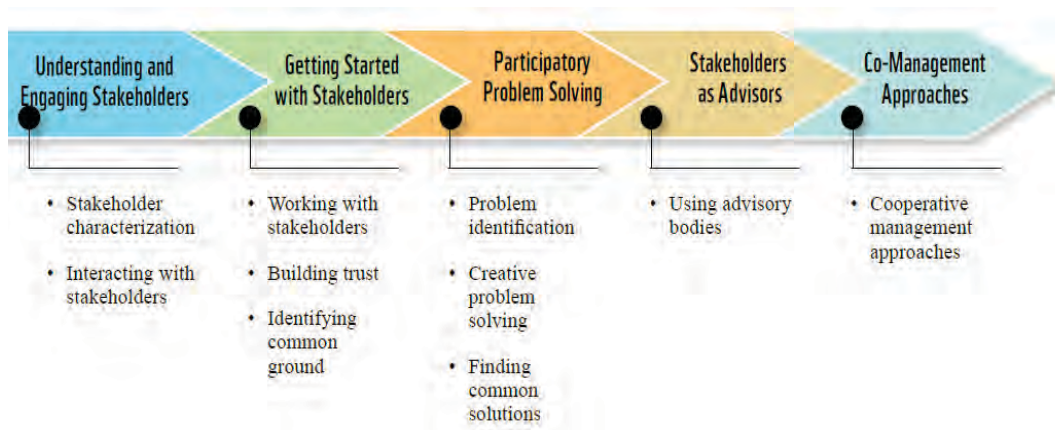 Understanding and
Engaging Stakeholders
Getting Started
with Stakeholders
Participatory
Problem Solving
Stakeholders
as Advisors
Co-Management
Approaches
• Stakeholder
characterization
• Interacting with
stakeholders
• Working with
stakeholders
• Building trust
• Identifying
common
ground
• Problem
identification
• Creative
problem
solving
• Finding
common
solutions
• Using advisory
bodies
• Cooperative
management
approaches